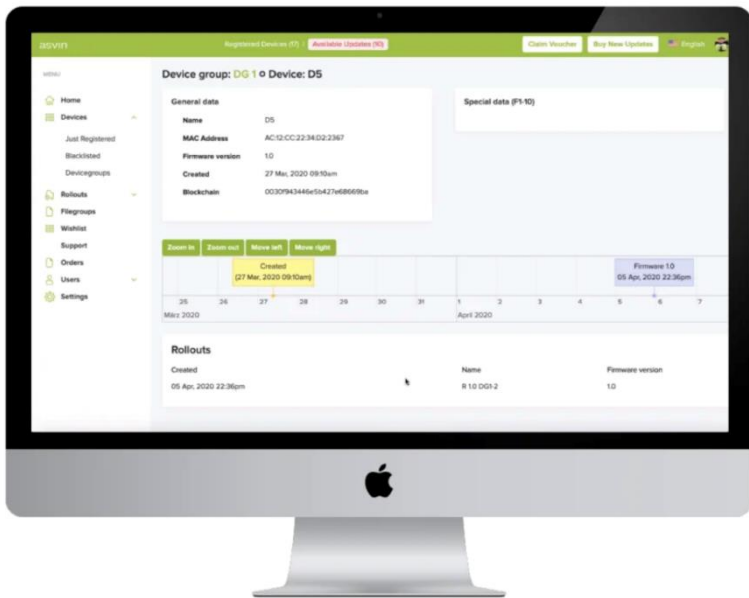 asvin
Registered Devices (17) / Available Updates (10)
Claim Voucher
Buy New Updates
English
MENU
Home
Devices
Just Registered
Blacklisted
Devicegroups
Rollouts
Filegroups
Wishlist
Support
Orders
Users
Settings
Device group: DG 1 Device: D5
General data
Name D5
MAC Address AC:12:CC:22:34:D2:2367
Firmware version 1.0
Created 27 Mar, 2020 09:10am
Blockchain 0030f943446e5b427e68669be
Special data (F1-10)
Zoom in Zoom out Move left Move right
Created
(27 Mar, 2020 09:10am)
Firmware 1.0
05 Apr, 2020 22:36pm
25 26 27 28 29 30 31 1 2 3 4 5 6 7
März 2020 April 2020
Rollouts
Created Name Firmware version
05 Apr, 2020 22:36pm R 1.0 DG1-2 1.0